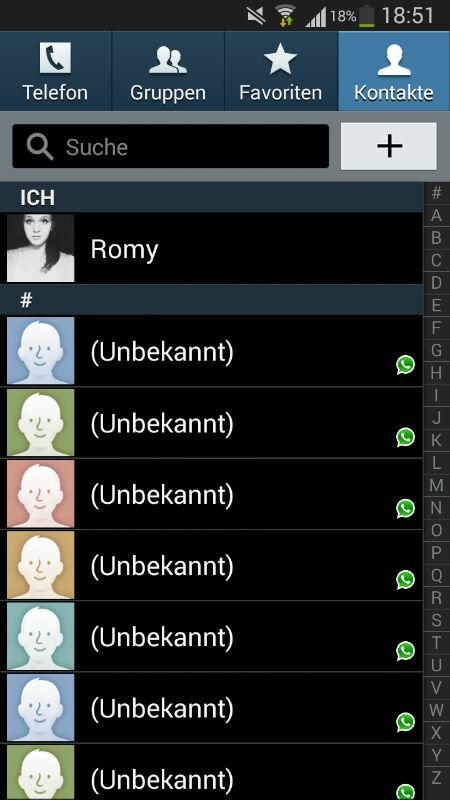 18% 18:51
Telefon Gruppen Favoriten Kontakte
Suche +
ICH
Romy
#
(Unbekannt)
(Unbekannt)
(Unbekannt)
(Unbekannt)
(Unbekannt)
(Unbekannt)
(Unbekannt)
#
A
B
C
D
E
F
G
H
I
J
K
L
M
N
O
P
Q
R
S
T
U
V
W
X
Y
Z